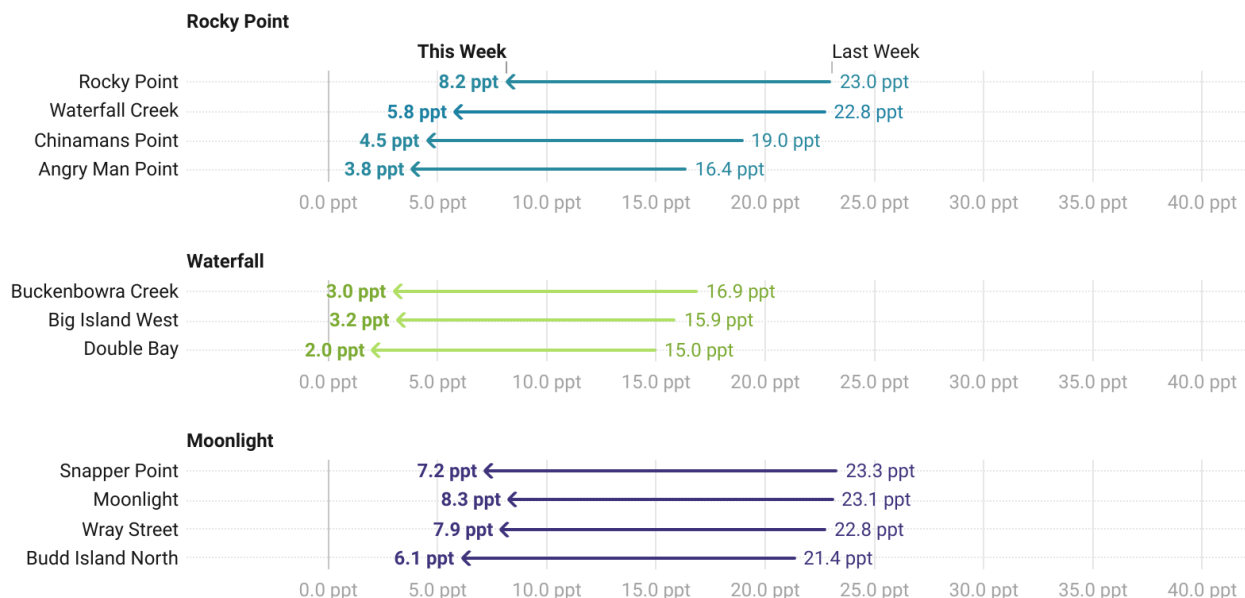 Rocky Point
This Week Last Week
Rocky Point 8.2 ppt 23.0 ppt
Waterfall Creek 5.8 ppt 22.8 ppt
Chinamans Point 4.5 ppt 19.0 ppt
Angry Man Point 3.8 ppt 16.4 ppt
0.0 ppt 5.0 ppt 10.0 ppt 15.0 ppt 20.0 ppt 25.0 ppt 30.0 ppt 35.0 ppt 40.0 ppt
Waterfall
Buckenbowra Creek 3.0 ppt 16.9 ppt
Big Island West 3.2 ppt 15.9 ppt
Double Bay 2.0 ppt 15.0 ppt
0.0 ppt 5.0 ppt 10.0 ppt 15.0 ppt 20.0 ppt 25.0 ppt 30.0 ppt 35.0 ppt 40.0 ppt
Moonlight
Snapper Point 7.2 ppt 23.3 ppt
Moonlight 8.3 ppt 23.1 ppt
Wray Street 7.9 ppt 22.8 ppt
Budd Island North 6.1 ppt 21.4 ppt
0.0 ppt 5.0 ppt 10.0 ppt 15.0 ppt 20.0 ppt 25.0 ppt 30.0 ppt 35.0 ppt 40.0 ppt